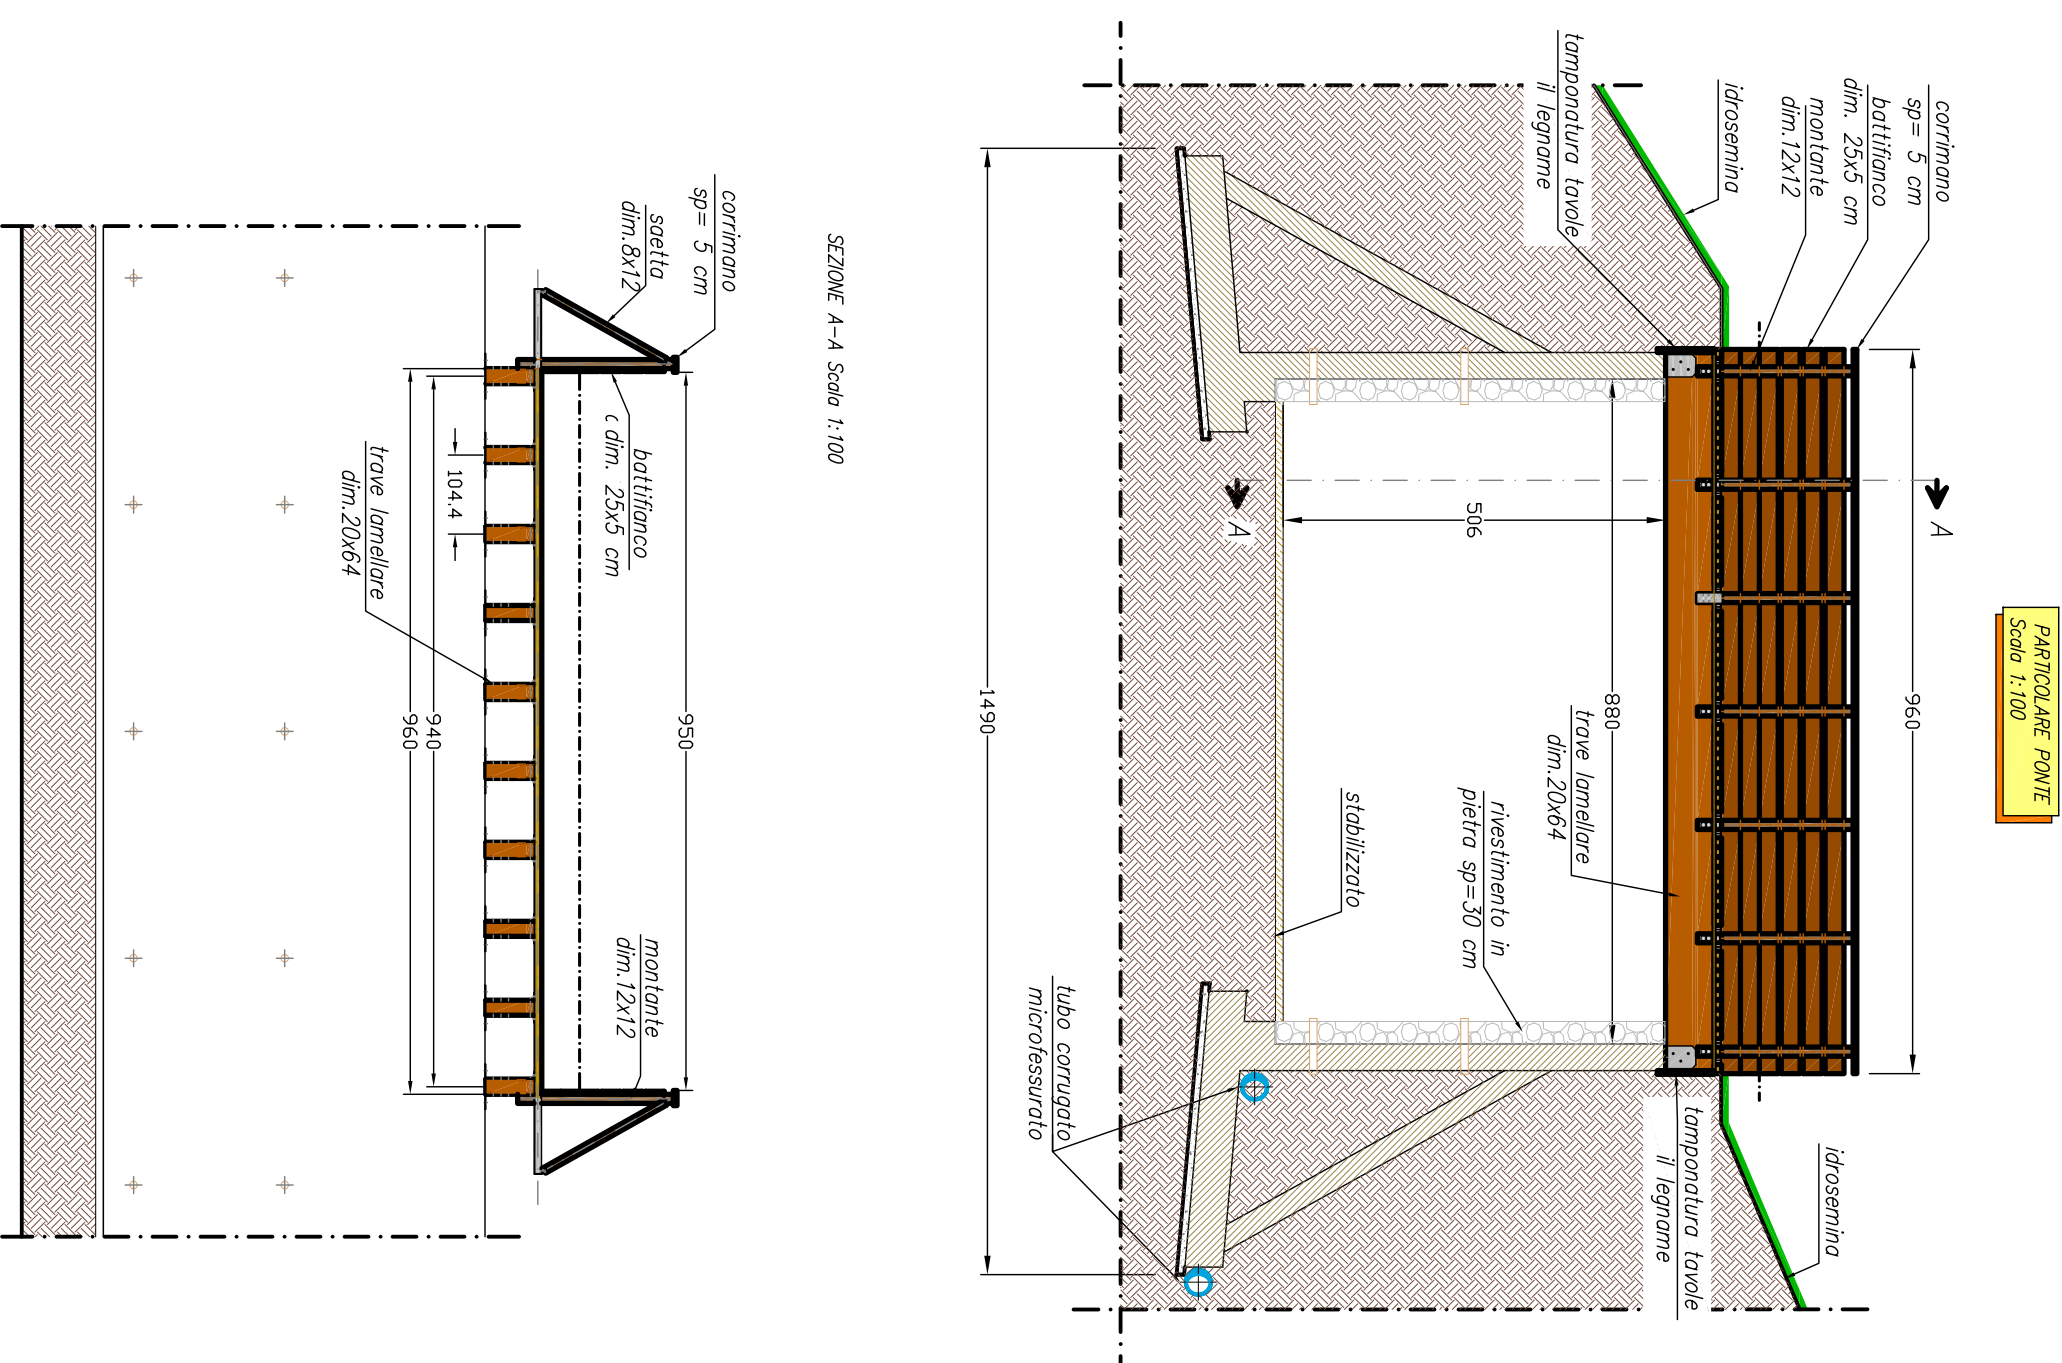 PARTICOLARE PONTE
Scala 1:100
corrimano
sp= 5 cm
battifianco
dim. 25x5 cm
montante
dim.12x12
idrosemina
tamponatura tavole
il legname
960
A
880
trave lamellare
dim.20x64
506
rivestimento in
pietra sp=30 cm
stabilizzato
A
tubo corrugato
microfessurato
tamponatura tavole
il legname
idrosemina
1490
SEZIONE A-A Scala 1:100
corrimano
sp= 5 cm
saetta
dim.8x12
battifianco
c dim. 25x5 cm
950
montante
dim.12x12
104.4
940
960
trave lamellare
dim.20x64